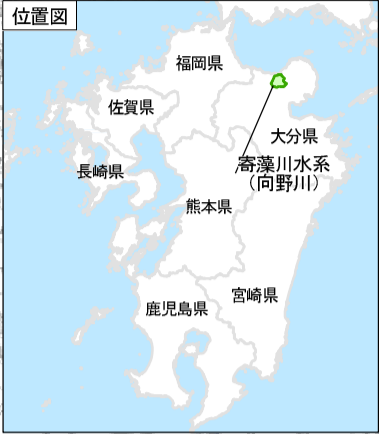 位置図
福岡県
佐賀県
大分県
長崎県
寄藻川水系
（向野川）
熊本県
宮崎県
鹿児島県